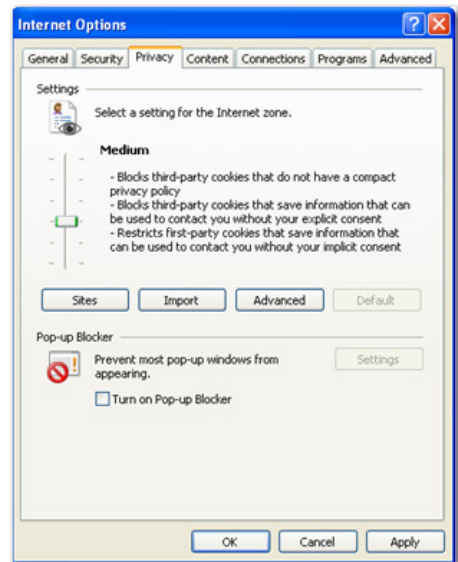 Internet Options
General Security Privacy Content Connections Programs Advanced
Settings
Select a setting for the Internet zone.
Medium
- Blocks third-party cookies that do not have a compact
privacy policy
- Blocks third-party cookies that save information that can
be used to contact you without your explicit consent
- Restricts first-party cookies that save information that
can be used to contact you without your implicit consent
Sites Import Advanced Default
Pop-up Blocker
Prevent most pop-up windows from Settings
appearing.
Turn on Pop-up Blocker
OK Cancel Apply